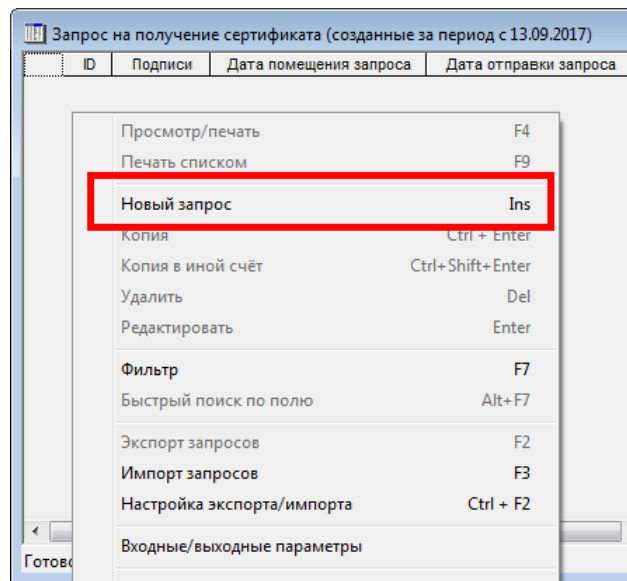 Запрос на получение сертификата (созданные за период с 13.09.2017)
ID Подписи Дата помещения запроса Дата отправки запроса
Просмотр/печать F4
Печать списком F9
Новый запрос Ins
Копия Ctrl + Enter
Копия в иной счёт Ctrl+Shift+Enter
Удалить Del
Редактировать Enter
Фильтр F7
Быстрый поиск по полю Alt+F7
Экспорт запросов F2
Импорт запросов F3
Настройка экспорта/импорта Ctrl + F2
Входные/выходные параметры